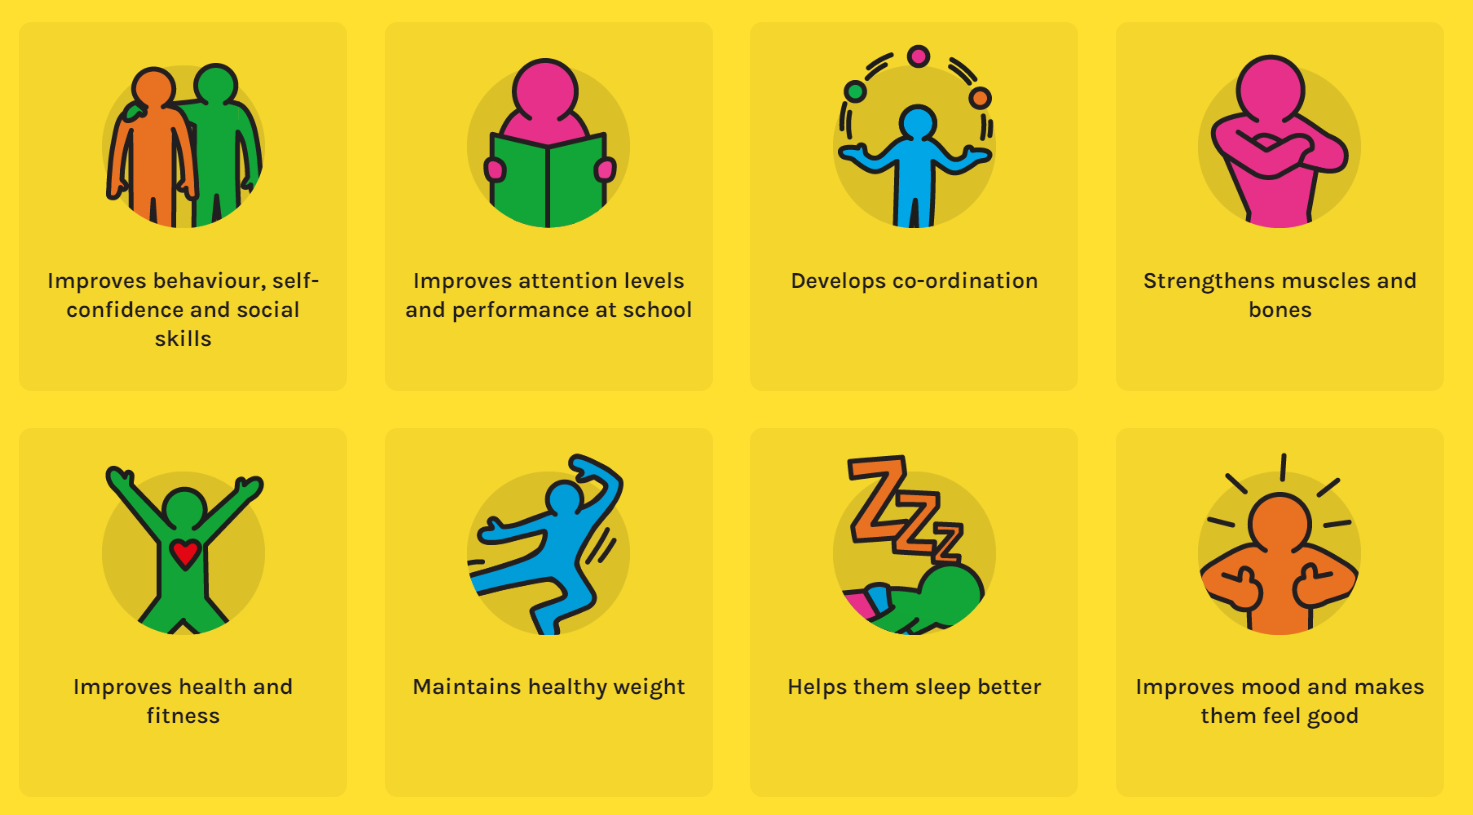 Improves behaviour, self-
confidence and social
skills
Improves attention levels
and performance at school
Develops co-ordination
Strengthens muscles and
bones
Improves health and
fitness
Maintains healthy weight
ZZZ
Helps them sleep better
Improves mood and makes
them feel good